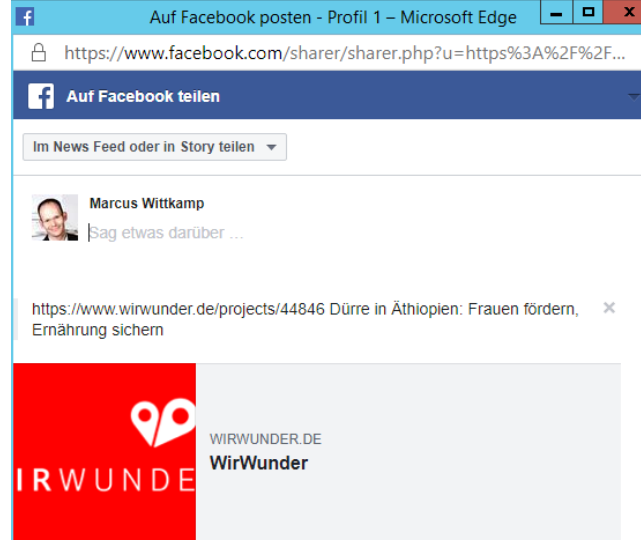 Auf Facebook posten - Profil 1 – Microsoft Edge
https://www.facebook.com/sharer/sharer.php?u=https%3A%2F%2F...
Auf Facebook teilen
Im News Feed oder in Story teilen
Marcus Wittkamp
Sag etwas darüber ...
https://www.wirwunder.de/projects/44846 Dürre in Äthiopien: Frauen fördern,
Ernährung sichern
WIRWUNDER.DE
WirWunder
IRWUNDE